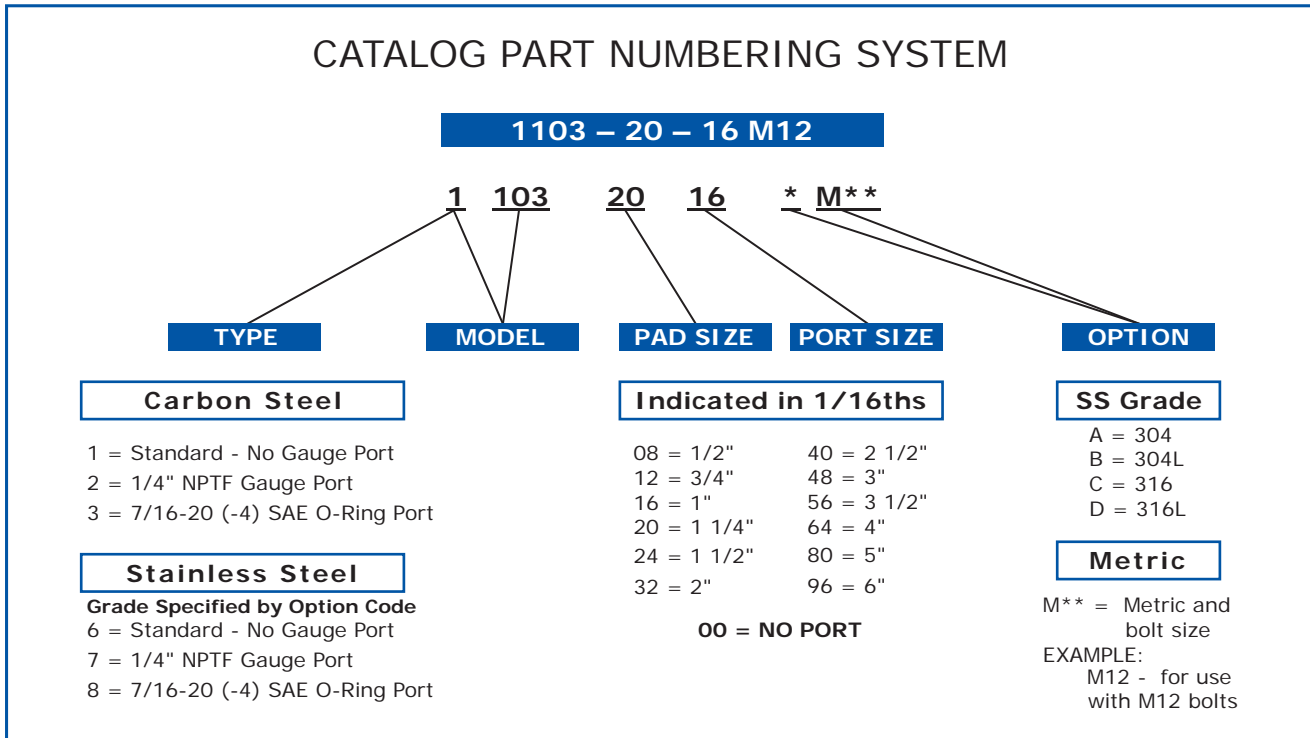 CATALOG PART NUMBERING SYSTEM
1103 – 20 – 16 M12
1 103 20 16 * M**
TYPE MODEL PAD SIZE PORT SIZE OPTION
Carbon Steel
1 = Standard - No Gauge Port
2 = 1/4" NPTF Gauge Port
3 = 7/16-20 (-4) SAE O-Ring Port
Stainless Steel
Grade Specified by Option Code
6 = Standard - No Gauge Port
7 = 1/4" NPTF Gauge Port
8 = 7/16-20 (-4) SAE O-Ring Port
Indicated in 1/16ths
08 = 1/2"
12 = 3/4"
16 = 1"
20 = 1 1/4"
24 = 1 1/2"
32 = 2"
40 = 2 1/2"
48 = 3"
56 = 3 1/2"
64 = 4"
80 = 5"
96 = 6"
00 = NO PORT
SS Grade
A = 304
B = 304L
C = 316
D = 316L
Metric
M** = Metric and
bolt size
EXAMPLE:
M12 - for use
with M12 bolts